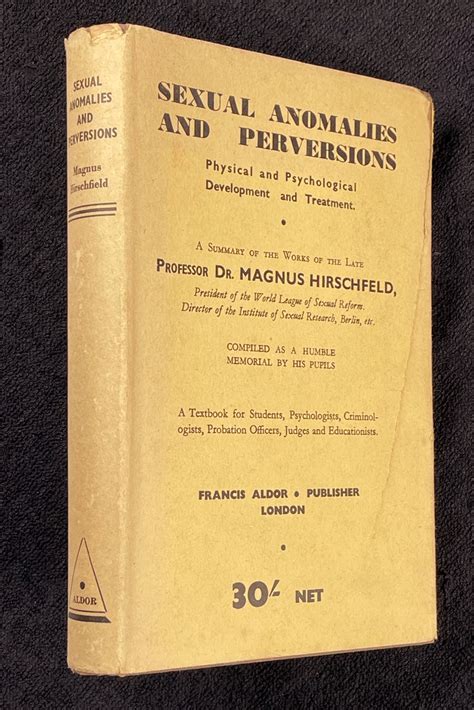 SEXUAL
ANOMALIES
AND
PERVERSIONS
Magnus
Hirschfield
ALDOR
SEXUAL ANOMALIES
AND PERVERSIONS
Physical and Psychological
Development and Treatment.
A SUMMARY OF THE WORKS OF THE LATE
PROFESSOR DR. MAGNUS HIRSCHFELD,
President of the World League of Sexual Reform.
Director of the Institute of Sexual Research, Berlin, etc.
COMPILED AS A HUMBLE
MEMORIAL BY HIS PUPILS
A Textbook for Students, Psychologists, Criminol-
ogists, Probation Officers, Judges and Educationists.
FRANCIS ALDOR • PUBLISHER
LONDON
30/- NET